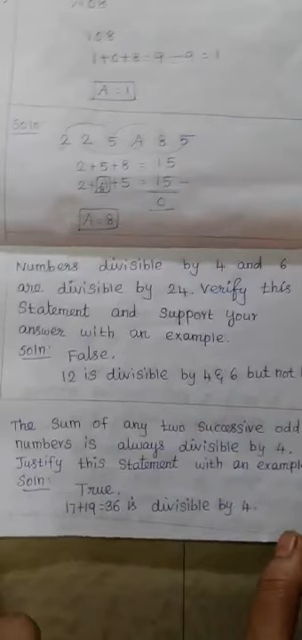 108
1+0+8=9-9=1
A=1
Soln:
2 2 5 A 8 5
2+5+8=15
2+A+5=15-
0
A=8
Numbers divisible by 4 and 6
are divisible by 24. Verify this
Statement and Support your
answer with an example.
Soln: False.
12 is divisible by 4 & 6 but not
The Sum of any two Successive odd
numbers is always divisible by 4.
Justify this Statement with an example
Soln:
True.
17+19=36 is divisible by 4.